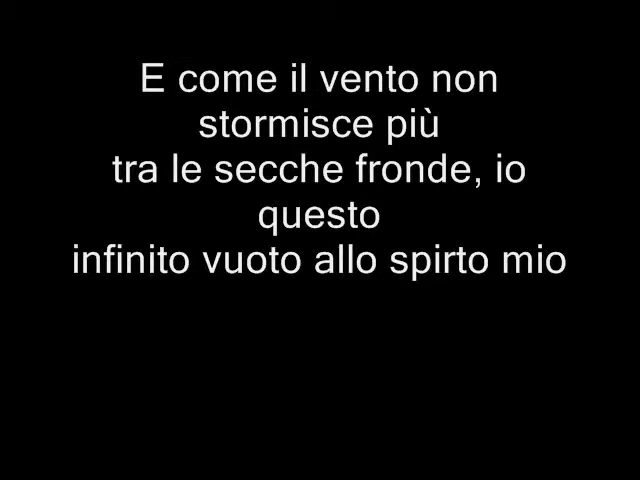 E come il vento non
stormisce più
tra le secche fronde, io
questo
infinito vuoto allo spirto mio